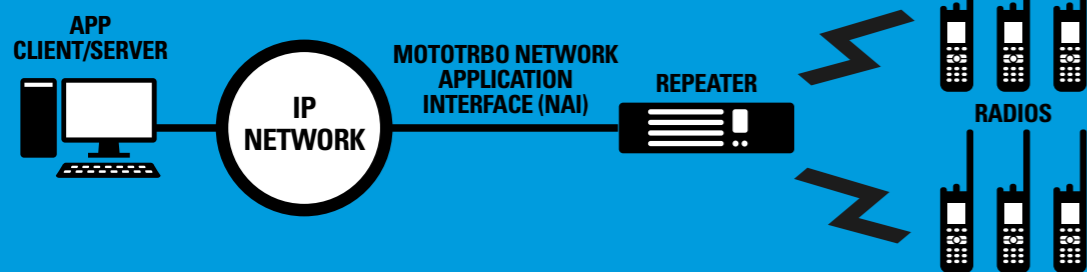 APP
CLIENT/SERVER
IP
NETWORK
MOTOTRBO NETWORK
APPLICATION
INTERFACE (NAI)
REPEATER
RADIOS